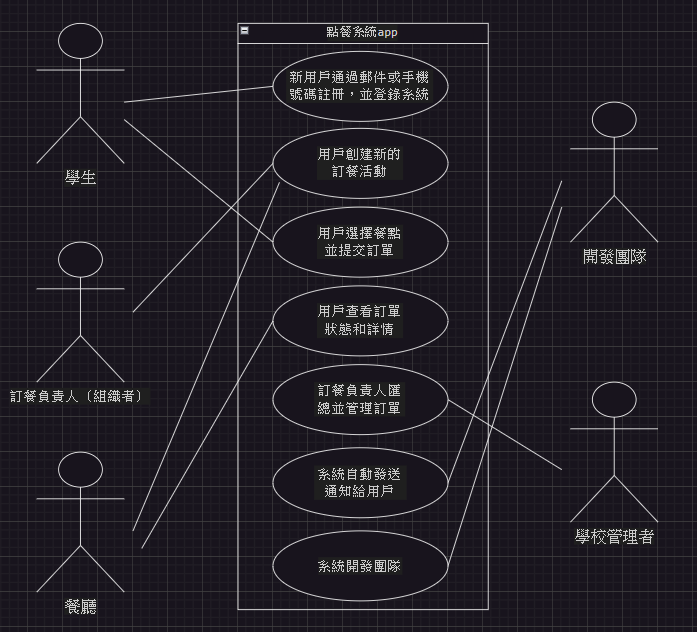 點餐系統app
新用戶通過郵件或手機
號碼註冊，並登錄系統
用戶創建新的
訂餐活動
用戶選擇餐點
並提交訂單
用戶查看訂單
狀態和詳情
訂餐負責人匯
總並管理訂單
系統自動發送
通知給用戶
系統開發團隊
學生
訂餐負責人（組織者）
餐廳
開發團隊
學校管理者